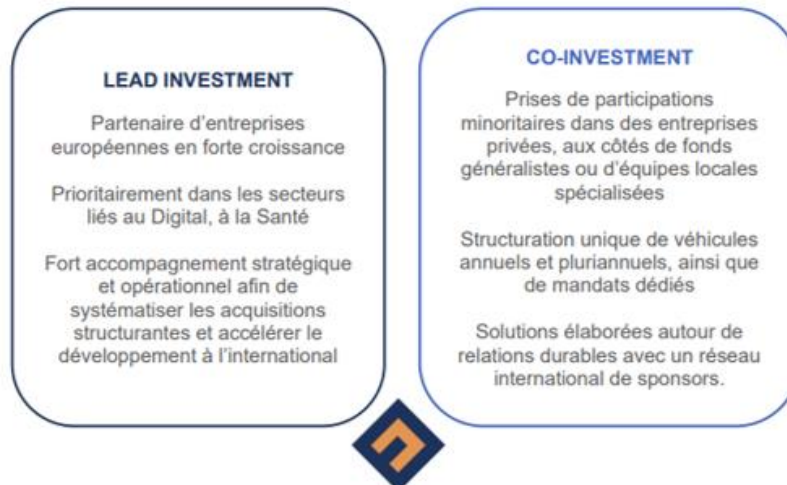 LEAD INVESTMENT
Partenaire d'entreprises
européennes en forte croissance
Prioritairement dans les secteurs
liés au Digital, à la Santé
Fort accompagnement stratégique
et opérationnel afin de
systématiser les acquisitions
structurantes et accélérer le
développement à l'international
CO-INVESTMENT
Prises de participations
minoritaires dans des entreprises
privées, aux côtés de fonds
généralistes ou d'équipes locales
spécialisées
Structuration unique de véhicules
annuels et pluriannuels, ainsi que
de mandats dédiés
Solutions élaborées autour de
relations durables avec un réseau
international de sponsors.